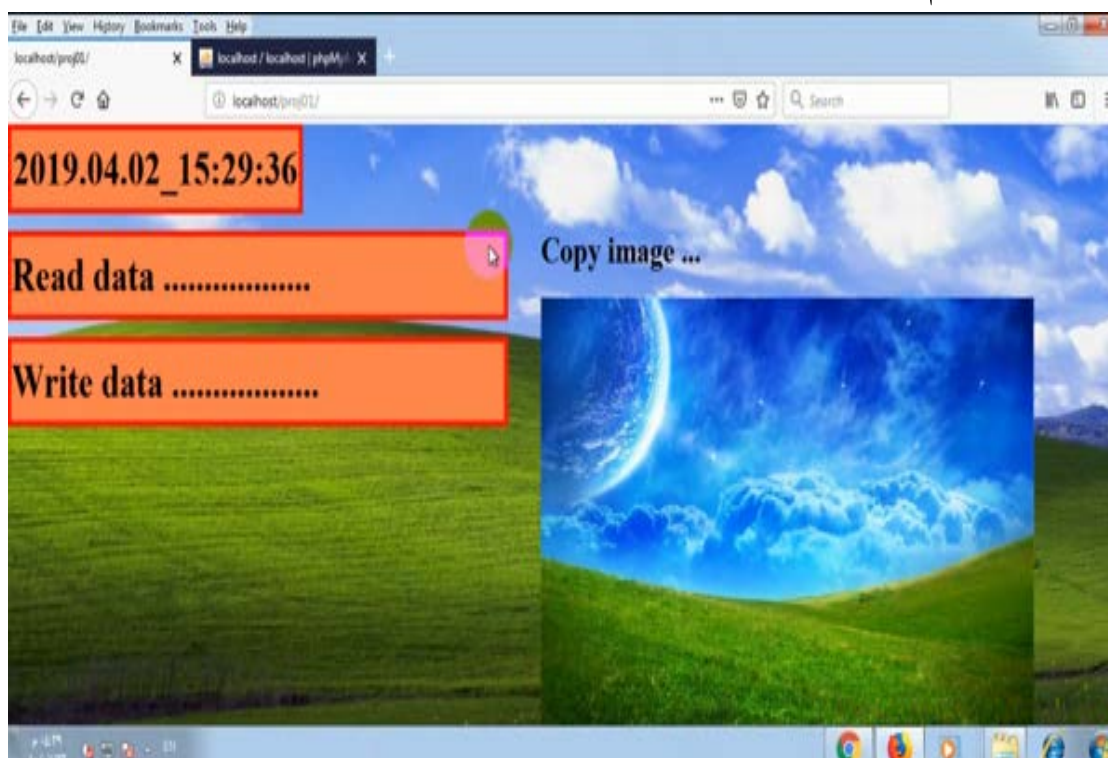 File Edit View History Bookmarks Tools Help
localhost/proj01/ X localhost / localhost | phpMy X +
localhost/proj01/ ... Search
2019.04.02_15:29:36
Copy image ...
Read data ..................
Write data ..................